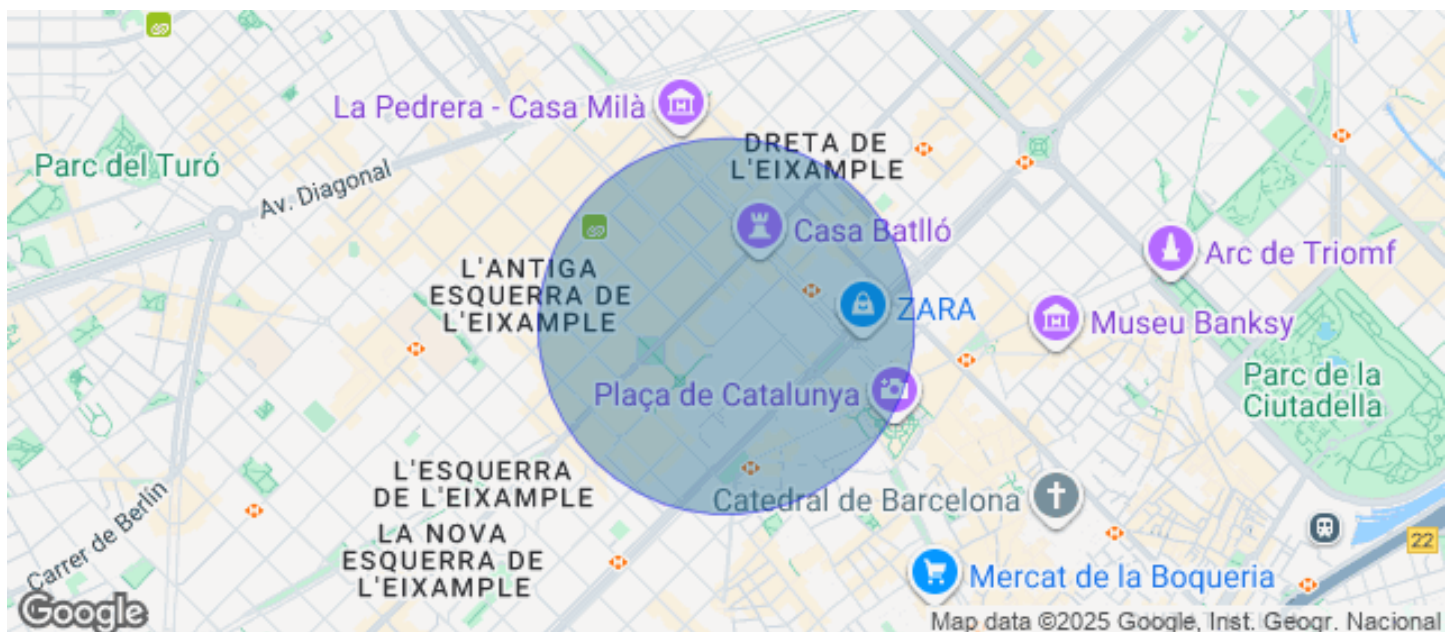 La Pedrera - Casa Milà
DRETA DE
L'EIXAMPLE
Parc del Turó
Av. Diagonal
Casa Batlló
Arc de Triomf
L'ANTIGA
ESQUERRA DE
L'EIXAMPLE
ZARA
Museu Banksy
Plaça de Catalunya
Parc de la
Ciutadella
L'ESQUERRA
DE L'EIXAMPLE
Catedral de Barcelona
LA NOVA
ESQUERRA DE
L'EIXAMPLE
Carrer de Berlín
22
Mercat de la Boqueria
Google
Map data ©2025 Google, Inst. Geogr. Nacional